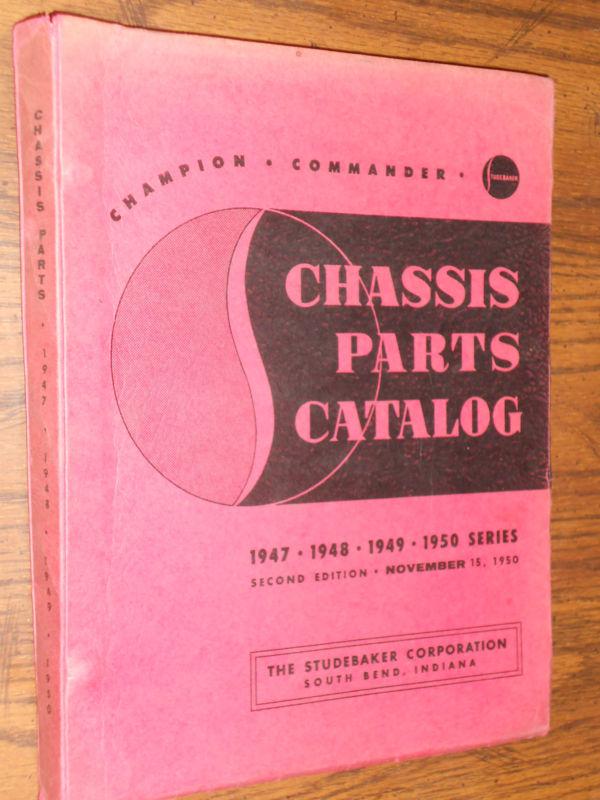 CHASSIS PARTS · 1947 · 1948 · 1949 · 1950
CHAMPION · COMMANDER ·
STUDEBAKER
CHASSIS
PARTS
CATALOG
1947 · 1948 · 1949 · 1950 SERIES
SECOND EDITION · NOVEMBER 15, 1950
THE STUDEBAKER CORPORATION
SOUTH BEND, INDIANA